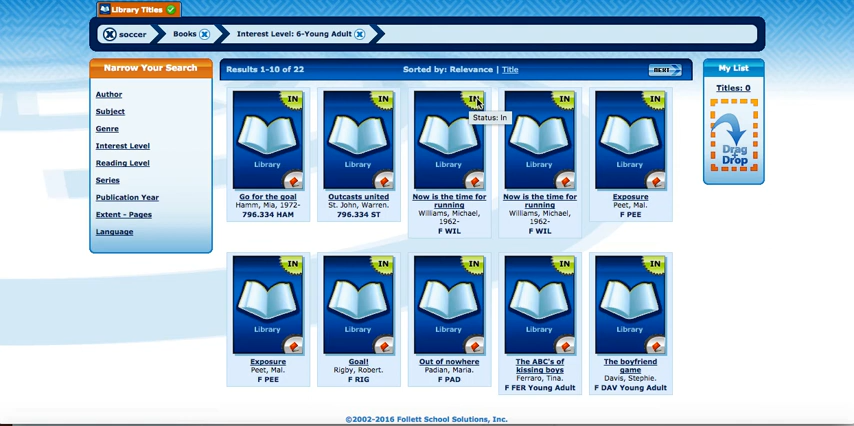 Library Titles
soccer Books Interest Level: 6-Young Adult
Narrow Your Search
Author
Subject
Genre
Interest Level
Reading Level
Series
Publication Year
Extent - Pages
Language
Results 1-10 of 22 Sorted by: Relevance | Title NEXT
IN IN IN IN IN
Status: In
Library Library Library Library Library
Go for the goal
Hamm, Mia, 1972-
796.334 HAM
Outcasts united
St. John, Warren.
796.334 ST
Now is the time for
running
Williams, Michael,
1962-
F WIL
Now is the time for
running
Williams, Michael,
1962-
F WIL
Exposure
Peet, Mal.
F PEE
IN IN IN IN IN
Library Library Library Library Library
Exposure
Peet, Mal.
F PEE
Goal!
Rigby, Robert.
F RIG
Out of nowhere
Padian, Maria.
F PAD
The ABC's of
kissing boys
Ferraro, Tina.
F FER Young Adult
The boyfriend
game
Davis, Stephie.
F DAV Young Adult
My List
Titles: 0
Drag
Drop
©2002-2016 Follett School Solutions, Inc.